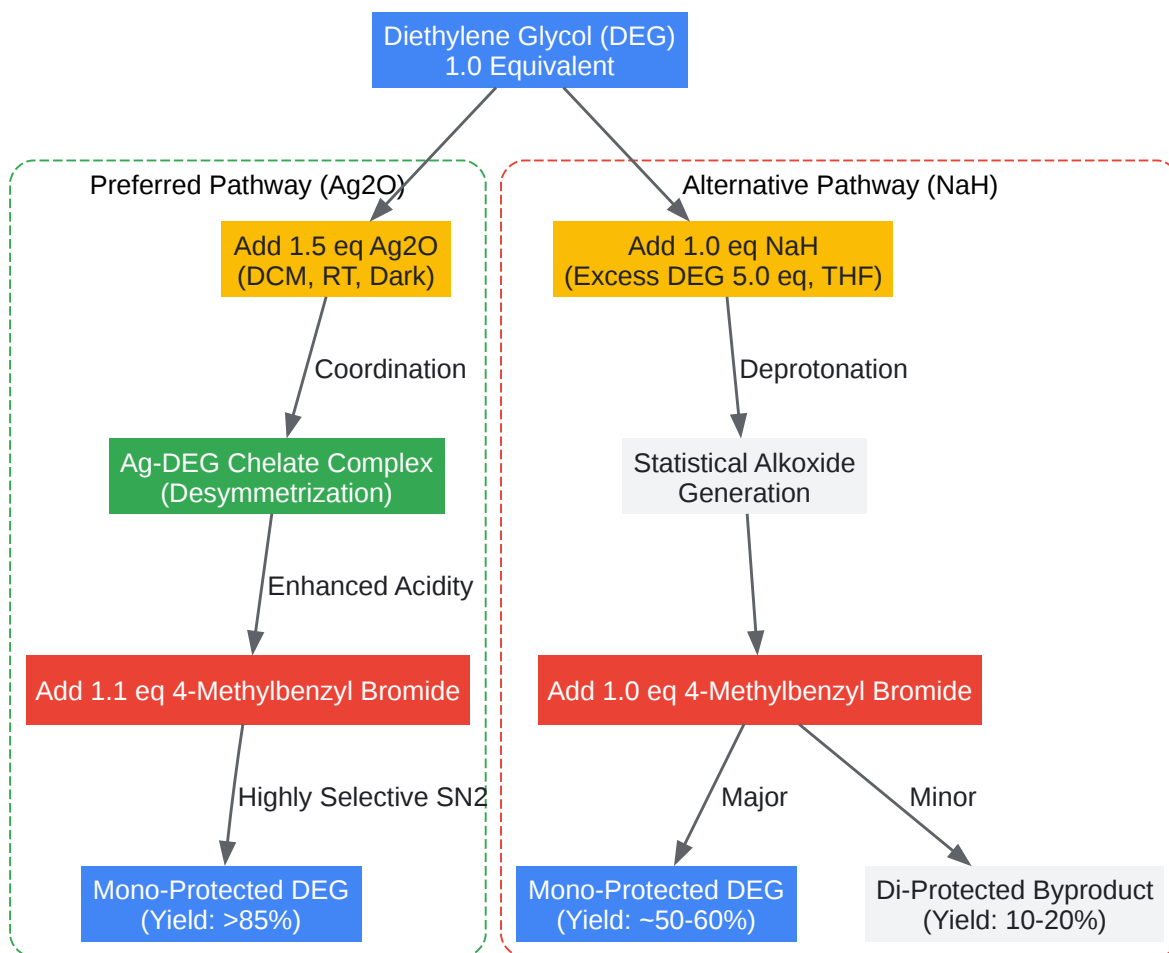 Diethylene Glycol (DEG)
1.0 Equivalent
Preferred Pathway (Ag2O)
Add 1.5 eq Ag2O
(DCM, RT, Dark)
Coordination
Ag-DEG Chelate Complex
(Desymmetrization)
Enhanced Acidity
Add 1.1 eq 4-Methylbenzyl Bromide
Highly Selective SN2
Mono-Protected DEG
(Yield: >85%)
Alternative Pathway (NaH)
Add 1.0 eq NaH
(Excess DEG 5.0 eq, THF)
Deprotonation
Statistical Alkoxide
Generation
Add 1.0 eq 4-Methylbenzyl Bromide
Major
Minor
Mono-Protected DEG
(Yield: ~50-60%)
Di-Protected Byproduct
(Yield: 10-20%)